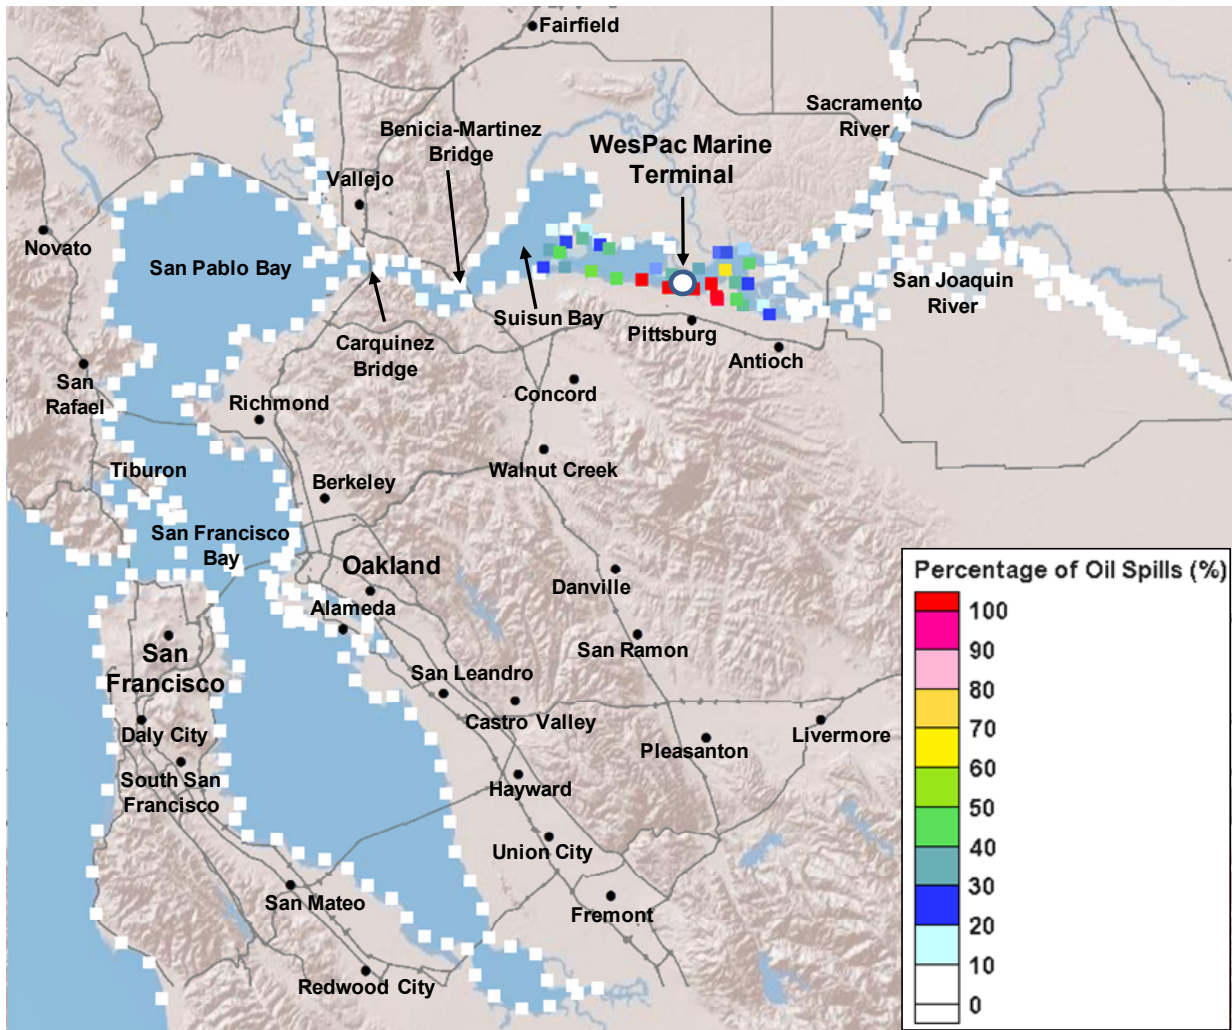 Fairfield
Sacramento
River
Benicia-Martinez
Bridge
WesPac Marine
Terminal
Vallejo
Novato
San Pablo Bay
San Joaquin
River
Suisun Bay
Pittsburg
Carquinez
Bridge
Antioch
San
Rafael
Concord
Richmond
Walnut Creek
Tiburon
Berkeley
San Francisco
Bay
Oakland
Danville
Alameda
San
Francisco
San Ramon
San Leandro
Castro Valley
Daly City
Livermore
Pleasanton
South San
Francisco
Hayward
Union City
San Mateo
Fremont
Redwood City
Percentage of Oil Spills (%)
100
90
80
70
60
50
40
30
20
10
0